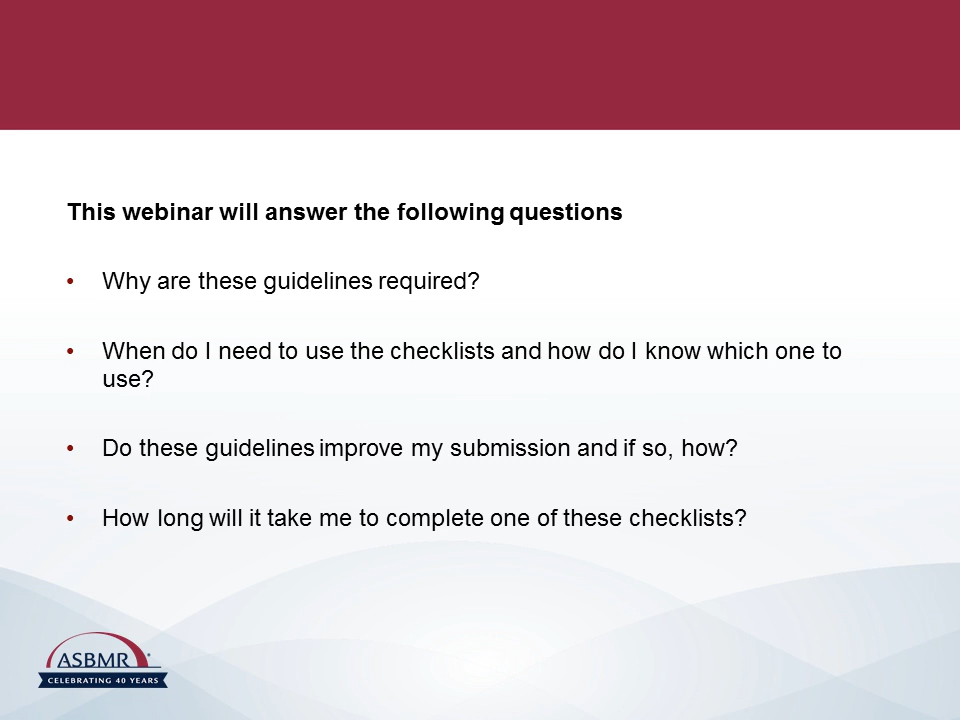 This webinar will answer the following questions
• Why are these guidelines required?
• When do I need to use the checklists and how do I know which one to
use?
• Do these guidelines improve my submission and if so, how?
• How long will it take me to complete one of these checklists?
ASBMR
CELEBRATING 40 YEARS